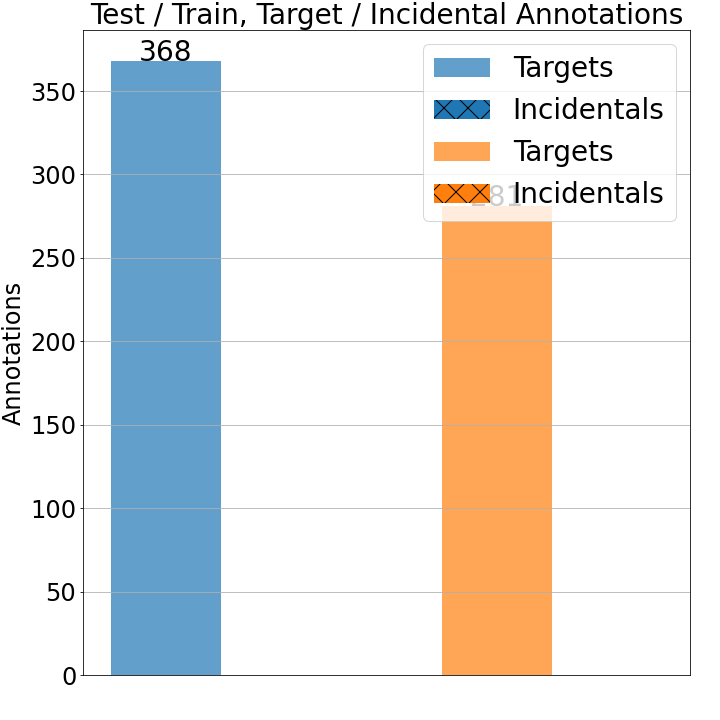 Test / Train, Target / Incidental Annotations
368
Targets
Incidentals
Targets
Incidentals
281
Annotations
350
300
250
200
150
100
50
0